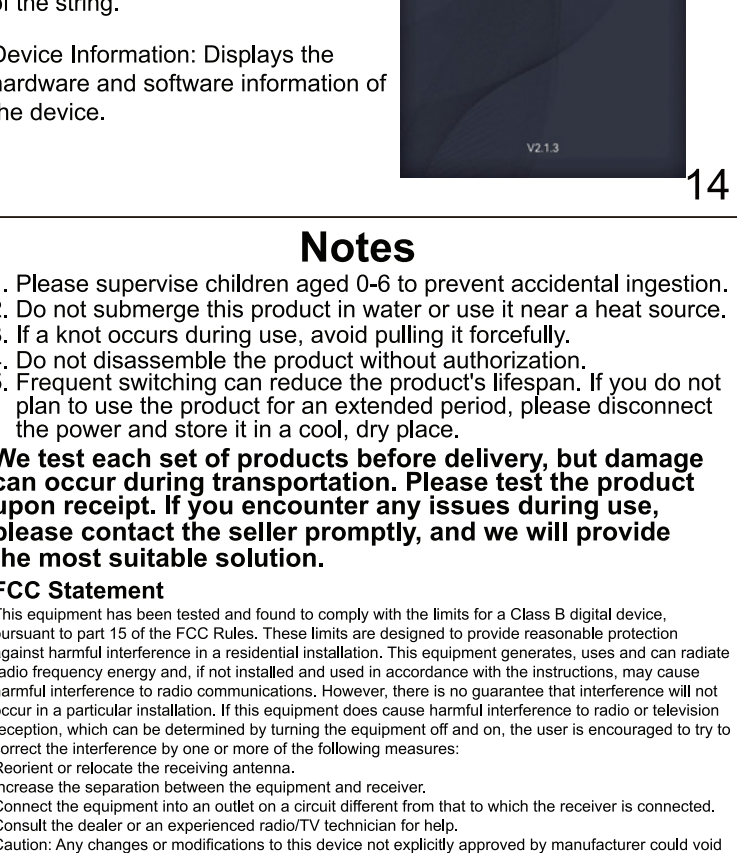 of the string.
Device Information: Displays the
hardware and software information of
the device.
V2.1.3
14
Notes
1. Please supervise children aged 0-6 to prevent accidental ingestion.
2. Do not submerge this product in water or use it near a heat source.
3. If a knot occurs during use, avoid pulling it forcefully.
4. Do not disassemble the product without authorization.
5. Frequent switching can reduce the product's lifespan. If you do not
plan to use the product for an extended period, please disconnect
the power and store it in a cool, dry place.
We test each set of products before delivery, but damage
can occur during transportation. Please test the product
upon receipt. If you encounter any issues during use,
please contact the seller promptly, and we will provide
the most suitable solution.
FCC Statement
This equipment has been tested and found to comply with the limits for a Class B digital device,
pursuant to part 15 of the FCC Rules. These limits are designed to provide reasonable protection
against harmful interference in a residential installation. This equipment generates, uses and can radiate
radio frequency energy and, if not installed and used in accordance with the instructions, may cause
harmful interference to radio communications. However, there is no guarantee that interference will not
occur in a particular installation. If this equipment does cause harmful interference to radio or television
reception, which can be determined by turning the equipment off and on, the user is encouraged to try to
correct the interference by one or more of the following measures:
Reorient or relocate the receiving antenna.
Increase the separation between the equipment and receiver.
Connect the equipment into an outlet on a circuit different from that to which the receiver is connected.
Consult the dealer or an experienced radio/TV technician for help.
Caution: Any changes or modifications to this device not explicitly approved by manufacturer could void